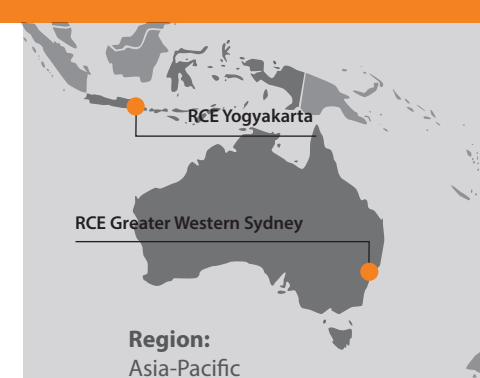 RCE Yogyakarta
RCE Greater Western Sydney
Region:
Asia-Pacific